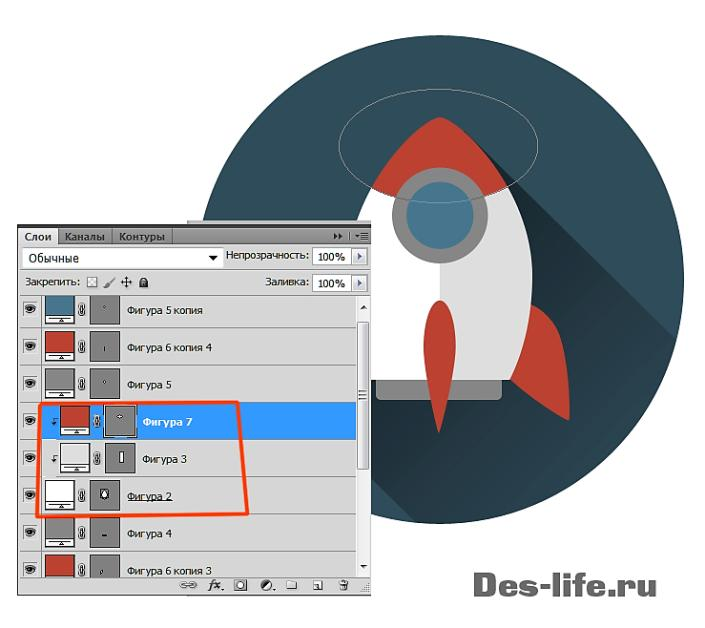 Слои Каналы Контуры
Обычные Непрозрачность: 100%
Закрепить: Заливка: 100%
Фигура 5 копия
Фигура 6 копия 4
Фигура 5
Фигура 7
Фигура 3
Фигура 2
Фигура 4
Фигура 6 копия 3
fx.
Des-life.ru